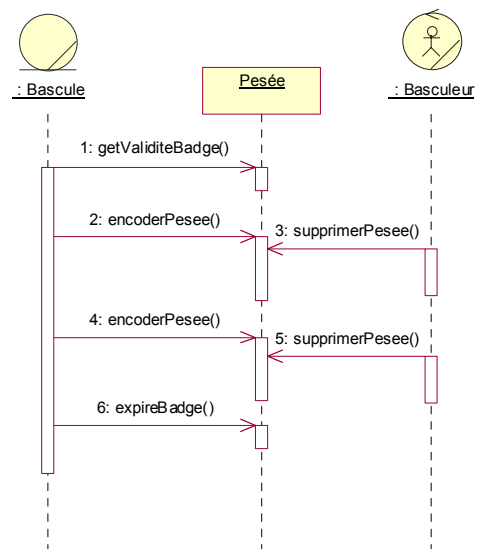 : Bascule
Pesée
: Basculeur
1: getValiditeBadge()
2: encoderPesee()
3: supprimerPesee()
4: encoderPesee()
5: supprimerPesee()
6: expireBadge()